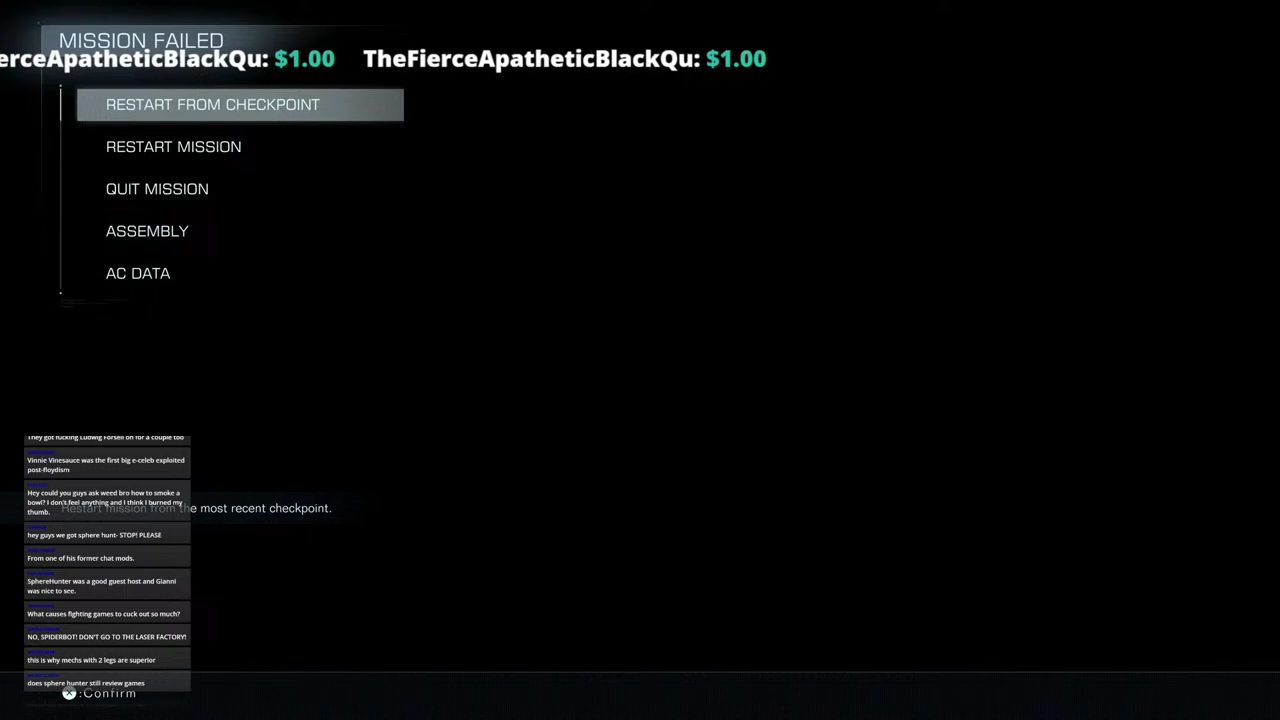 MISSION FAILED
erceApatheticBlackQu: $1.00 TheFierceApatheticBlackQu: $1.00
RESTART FROM CHECKPOINT
RESTART MISSION
QUIT MISSION
ASSEMBLY
AC DATA
They got fucking Ludwig Forsell on for a couple too
Vinnie Vinesauce was the first big e-celeb exploited
post-floydism
Hey could you guys ask weed bro how to smoke a
bowl? I don't feel anything and I think I burned my
thumb.
Restart mission from the most recent checkpoint.
hey guys we got sphere hunt- STOP! PLEASE
From one of his former chat mods.
SphereHunter was a good guest host and Gianni
was nice to see.
What causes fighting games to cuck out so much?
NO, SPIDERBOT! DON'T GO TO THE LASER FACTORY!
this is why mechs with 2 legs are superior
does sphere hunter still review games
:Confirm